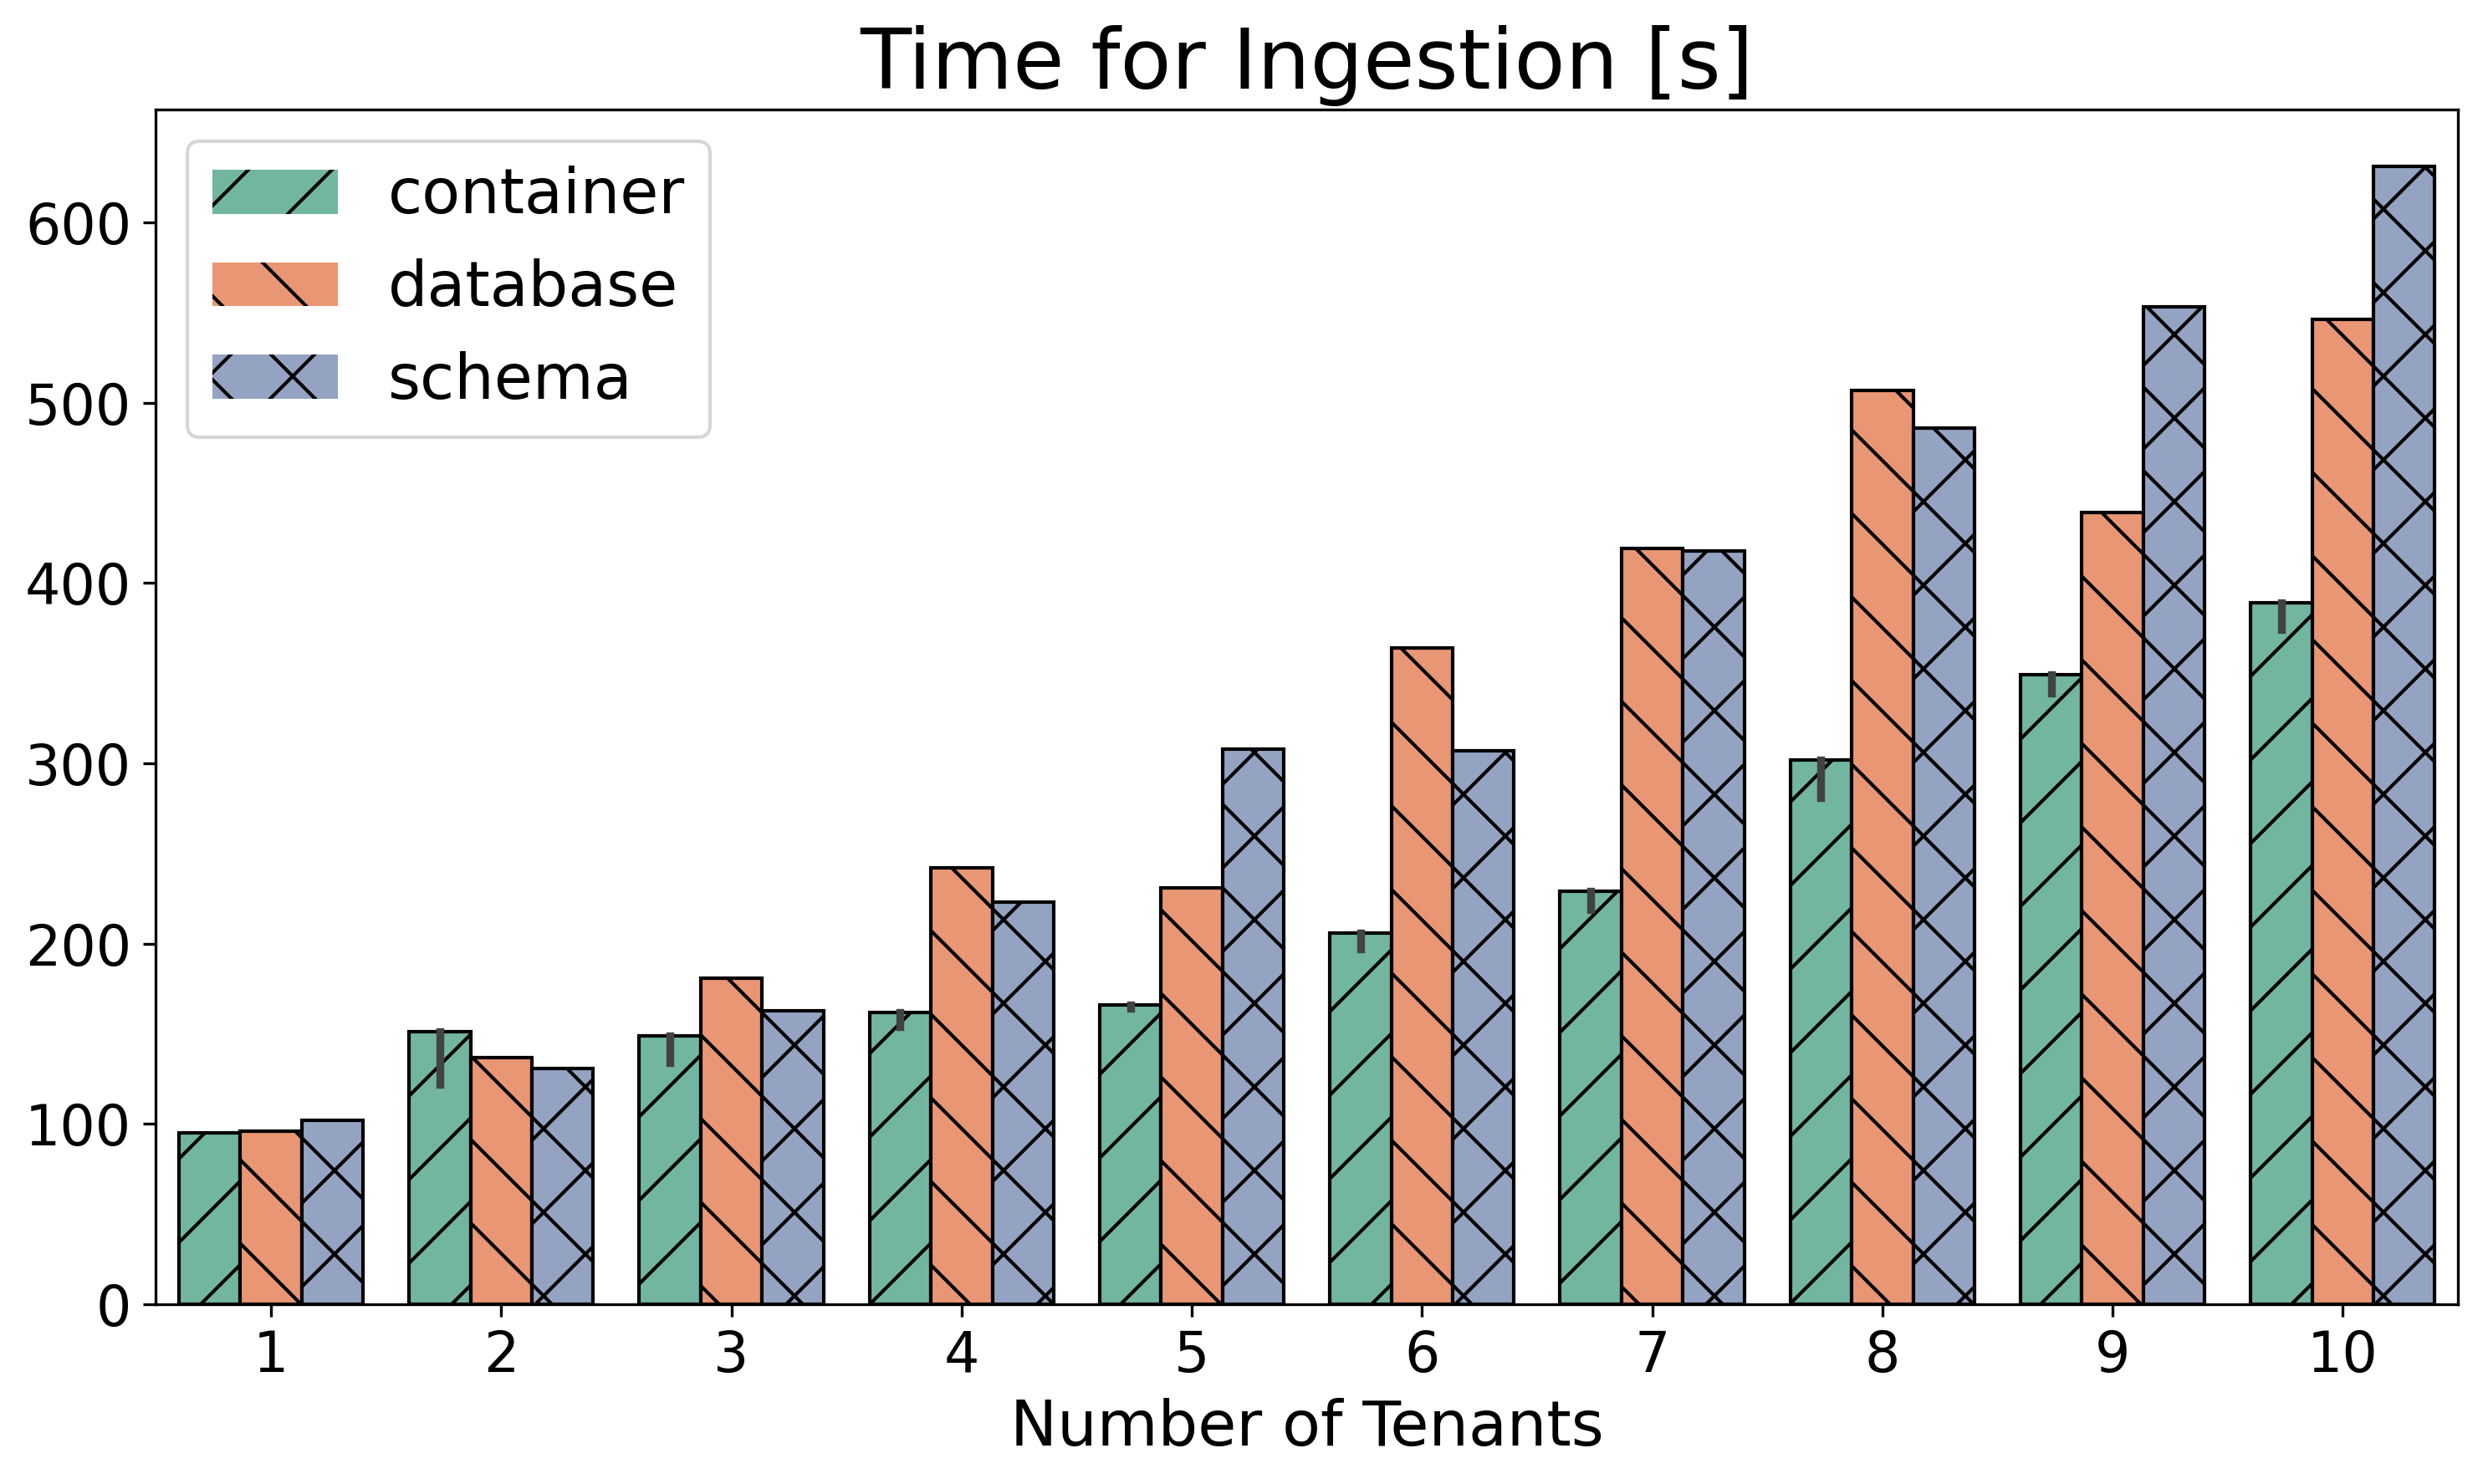 Time for Ingestion [s]
container
database
schema
600
500
400
300
200
100
0
1 2 3 4 5 6 7 8 9 10
Number of Tenants